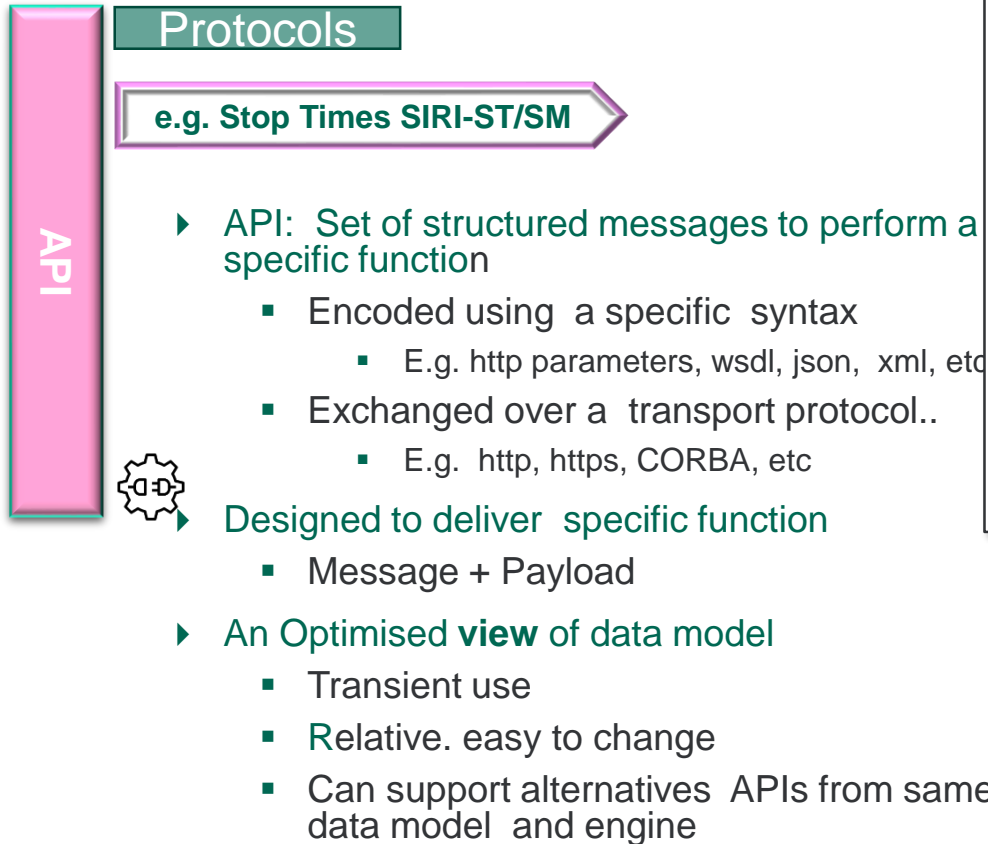 Protocols
e.g. Stop Times SIRI-ST/SM
API
API: Set of structured messages to perform a
specific function
Encoded using a specific syntax
E.g. http parameters, wsdl, json, xml, etc
Exchanged over a transport protocol..
E.g. http, https, CORBA, etc
Designed to deliver specific function
Message + Payload
An Optimised view of data model
Transient use
Relative. easy to change
Can support alternatives APIs from same
data model and engine